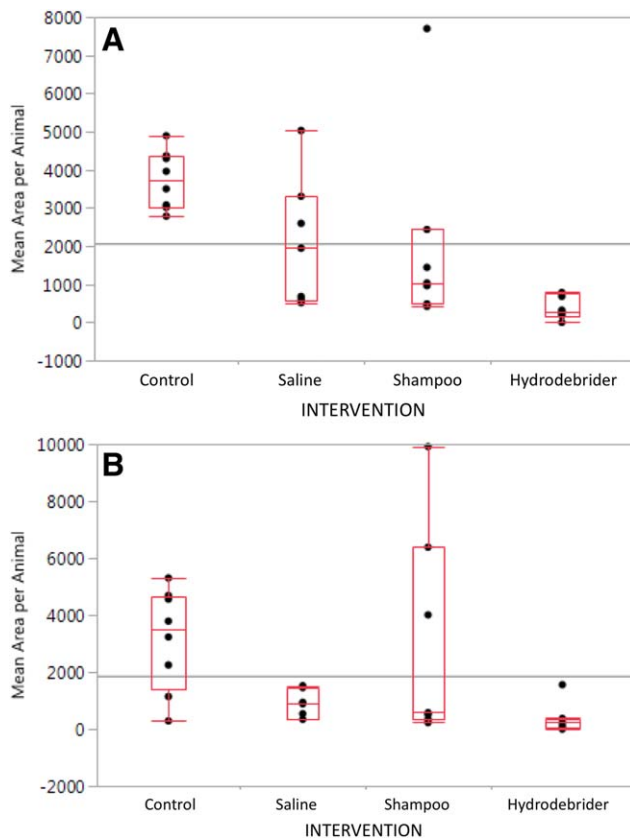 A
8000
7000
6000
5000
4000
3000
2000
1000
0
-1000
Mean Area per Animal
Control Saline Shampoo Hydrodebrider
INTERVENTION
B
10000
8000
6000
4000
2000
0
-2000
Mean Area per Animal
Control Saline Shampoo Hydrodebrider
INTERVENTION